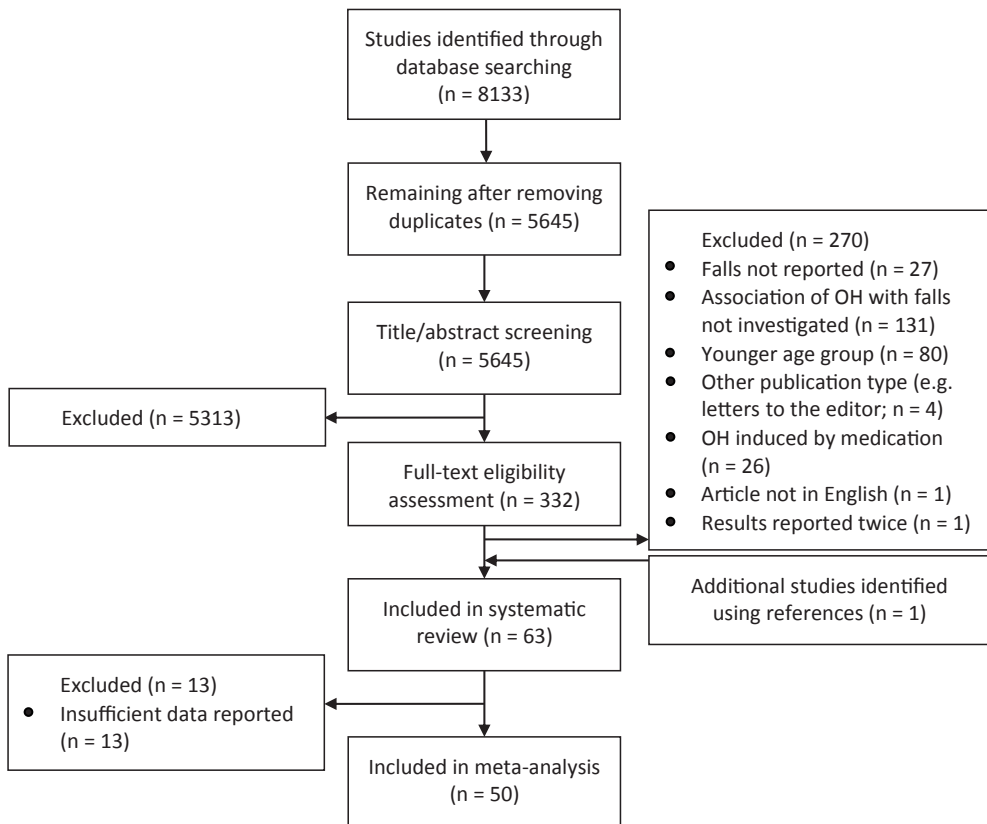 Studies identified through
database searching
(n = 8133)
Remaining after removing
duplicates (n = 5645)
Title/abstract screening
(n = 5645)
Excluded (n = 5313)
Full-text eligibility
assessment (n = 332)
Excluded (n = 270)
• Falls not reported (n = 27)
• Association of OH with falls
not investigated (n = 131)
• Younger age group (n = 80)
• Other publication type (e.g.
letters to the editor; n = 4)
• OH induced by medication
(n = 26)
• Article not in English (n = 1)
• Results reported twice (n = 1)
Additional studies identified
using references (n = 1)
Included in systematic
review (n = 63)
Excluded (n = 13)
• Insufficient data reported
(n = 13)
Included in meta-analysis
(n = 50)